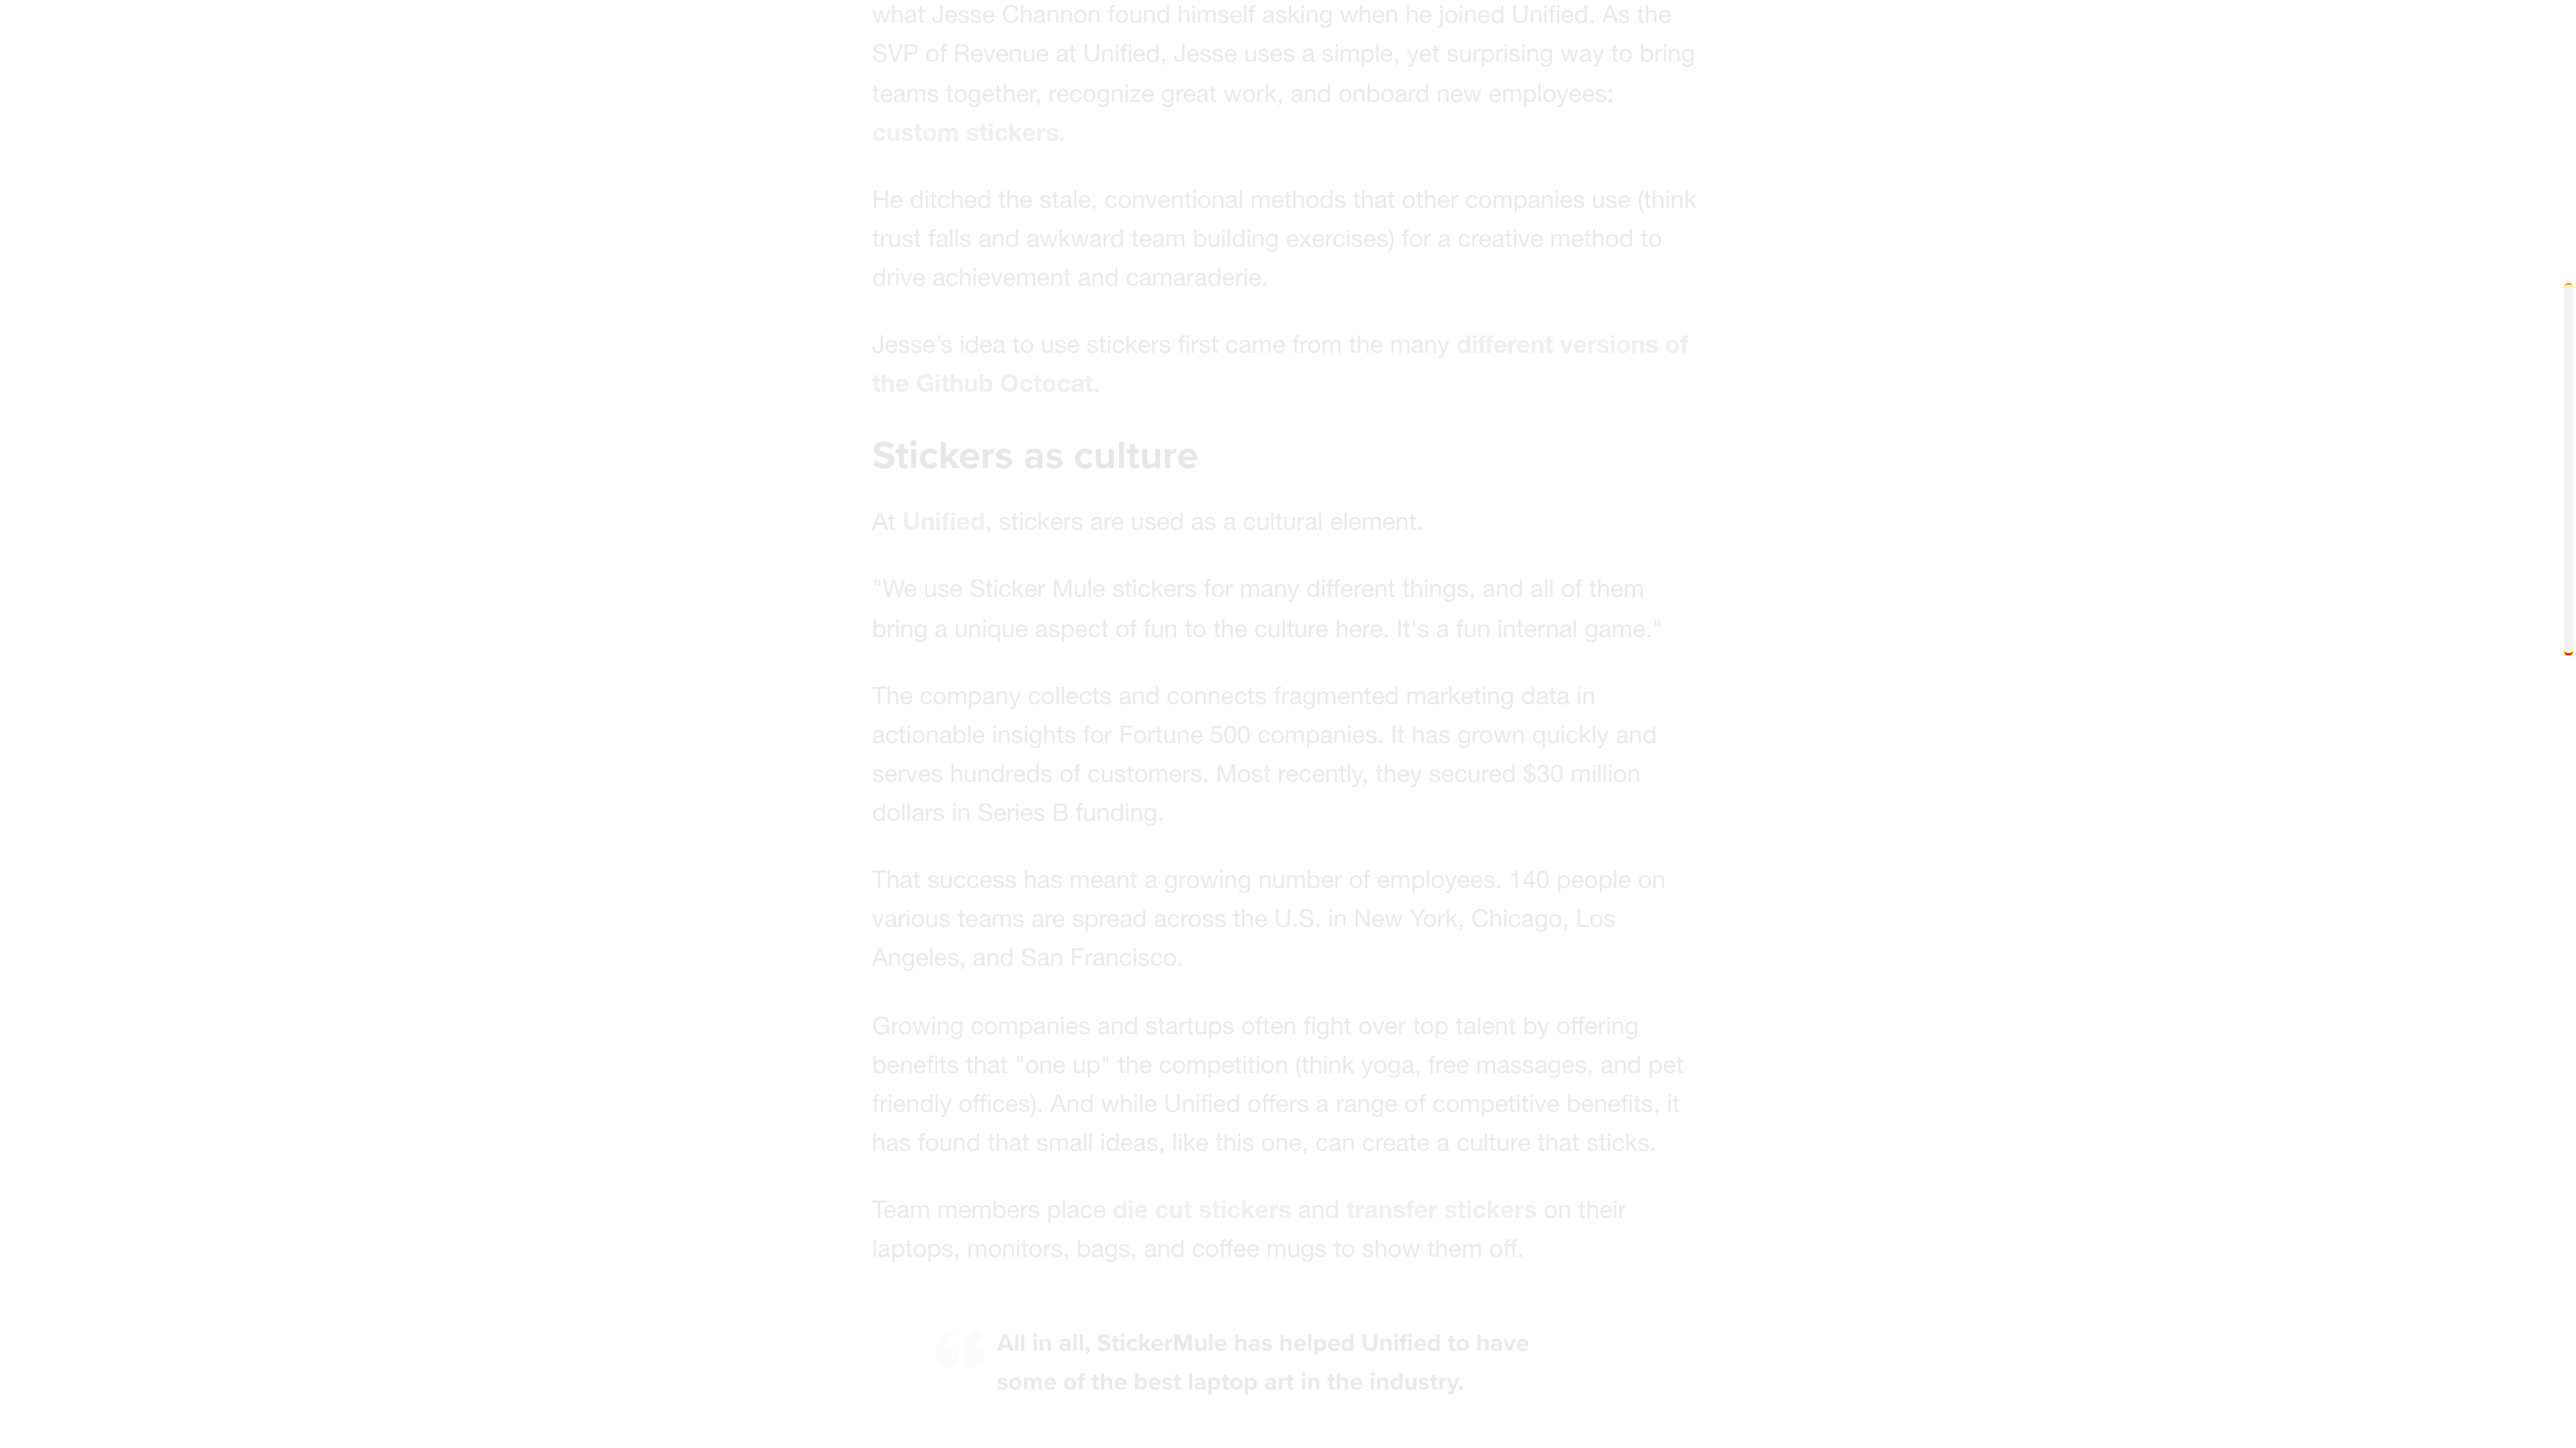 what Jesse Channon found himself asking when he joined Unified. As the
SVP of Revenue at Unified, Jesse uses a simple, yet surprising way to bring
teams together, recognize great work, and onboard new employees:
custom stickers.
He ditched the stale, conventional methods that other companies use (think
trust falls and awkward team building exercises) for a creative method to
drive achievement and camaraderie.
Jesse’s idea to use stickers first came from the many different versions of
the Github Octocat.
Stickers as culture
At Unified, stickers are used as a cultural element.
"We use Sticker Mule stickers for many different things, and all of them
bring a unique aspect of fun to the culture here. It's a fun internal game."
The company collects and connects fragmented marketing data in
actionable insights for Fortune 500 companies. It has grown quickly and
serves hundreds of customers. Most recently, they secured $30 million
dollars in Series B funding.
That success has meant a growing number of employees. 140 people on
various teams are spread across the U.S. in New York, Chicago, Los
Angeles, and San Francisco.
Growing companies and startups often fight over top talent by offering
benefits that "one up" the competition (think yoga, free massages, and pet
friendly offices). And while Unified offers a range of competitive benefits, it
has found that small ideas, like this one, can create a culture that sticks.
Team members place die cut stickers and transfer stickers on their
laptops, monitors, bags, and coffee mugs to show them off.
“ All in all, StickerMule has helped Unified to have
some of the best laptop art in the industry.